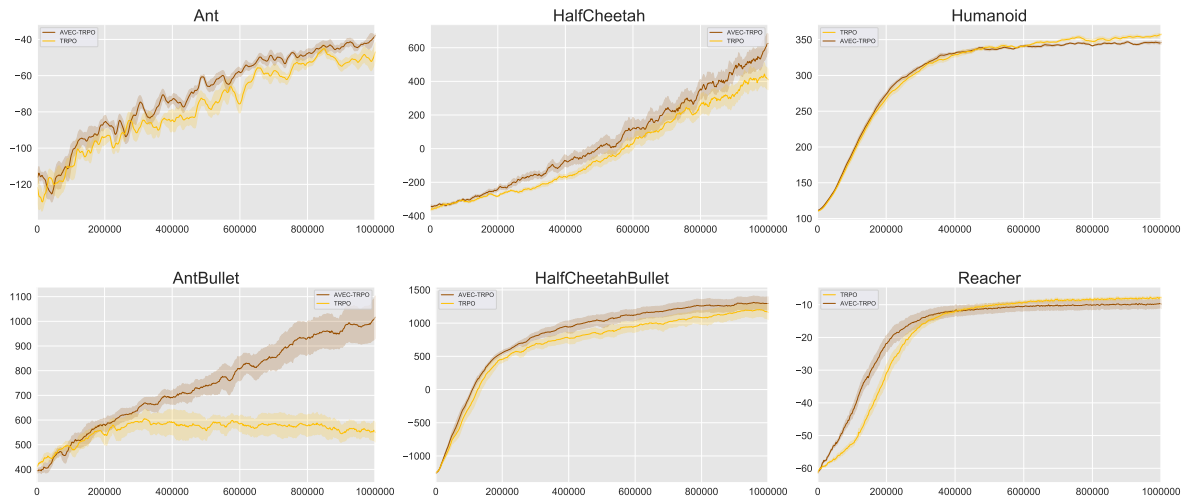 Ant
AVEC-TRPO
TRPO
−40
−60
−80
−100
−120
0 200000 400000 600000 800000 1000000
HalfCheetah
AVEC-TRPO
TRPO
600
400
200
0
−200
−400
0 200000 400000 600000 800000 1000000
Humanoid
TRPO
AVEC-TRPO
350
300
250
200
150
100
0 200000 400000 600000 800000 1000000
AntBullet
AVEC-TRPO
TRPO
1100
1000
900
800
700
600
500
400
0 200000 400000 600000 800000 1000000
HalfCheetahBullet
AVEC-TRPO
TRPO
1500
1000
500
0
−500
−1000
0 200000 400000 600000 800000 1000000
Reacher
TRPO
AVEC-TRPO
−10
−20
−30
−40
−50
−60
0 200000 400000 600000 800000 1000000